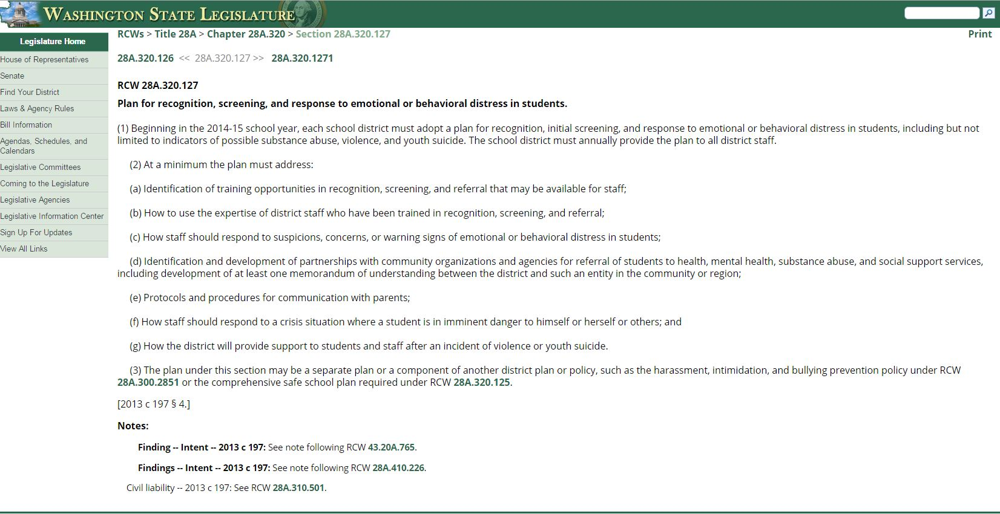 WASHINGTON STATE LEGISLATURE
Legislature Home
House of Representatives
Senate
Find Your District
Laws & Agency Rules
Bill Information
Agendas, Schedules, and
Calendars
Legislative Committees
Coming to the Legislature
Legislative Agencies
Legislative Information Center
Sign Up For Updates
View All Links
RCWs > Title 28A > Chapter 28A.320 > Section 28A.320.127
Print
28A.320.126 << 28A.320.127 >> 28A.320.1271
RCW 28A.320.127
Plan for recognition, screening, and response to emotional or behavioral distress in students.
(1) Beginning in the 2014-15 school year, each school district must adopt a plan for recognition, initial screening, and response to emotional or behavioral distress in students, including but not
limited to indicators of possible substance abuse, violence, and youth suicide. The school district must annually provide the plan to all district staff.
(2) At a minimum the plan must address:
(a) Identification of training opportunities in recognition, screening, and referral that may be available for staff;
(b) How to use the expertise of district staff who have been trained in recognition, screening, and referral;
(c) How staff should respond to suspicions, concerns, or warning signs of emotional or behavioral distress in students;
(d) Identification and development of partnerships with community organizations and agencies for referral of students to health, mental health, substance abuse, and social support services,
including development of at least one memorandum of understanding between the district and such an entity in the community or region;
(e) Protocols and procedures for communication with parents;
(f) How staff should respond to a crisis situation where a student is in imminent danger to himself or herself or others; and
(g) How the district will provide support to students and staff after an incident of violence or youth suicide.
(3) The plan under this section may be a separate plan or a component of another district plan or policy, such as the harassment, intimidation, and bullying prevention policy under RCW
28A.300.2851 or the comprehensive safe school plan required under RCW 28A.320.125.
[2013 c 197 § 4.]
Notes:
Finding -- Intent -- 2013 c 197: See note following RCW 43.20A.765.
Findings -- Intent -- 2013 c 197: See note following RCW 28A.410.226.
Civil liability -- 2013 c 197: See RCW 28A.310.501.